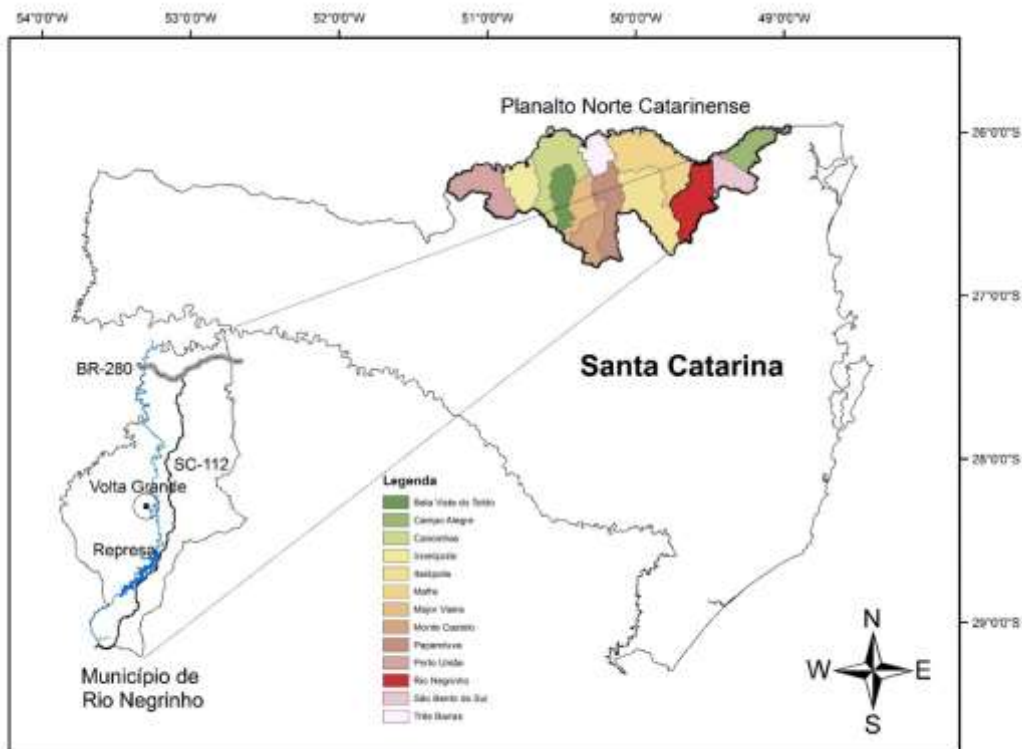 54°0'0"W 53°0'0"W 52°0'0"W 51°0'0"W 50°0'0"W 49°0'0"W
Planalto Norte Catarinense
26°0'0"S
27°0'0"S
Santa Catarina
BR-280
28°0'0"S
SC-112
Volta Grande
Represa
29°0'0"S
Município de
Rio Negrinho
Legenda
Bela Vista do Toldo
Campo Alegre
Canoinhas
Irineópolis
Itaiópolis
Mafra
Major Vieira
Monte Castelo
Papanduva
Porto União
Rio Negrinho
São Bento do Sul
Três Barras
N
W E
S